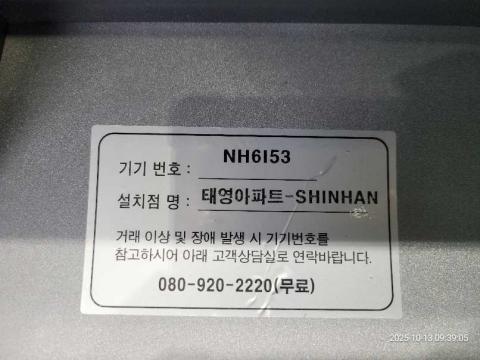 기기 번호 : NH6I53
설치점 명 : 태영아파트-SHINHAN
거래 이상 및 장애 발생 시 기기번호를
참고하시어 아래 고객상담실로 연락바랍니다.
080-920-2220(무료)
2025-10-13 09:39:05